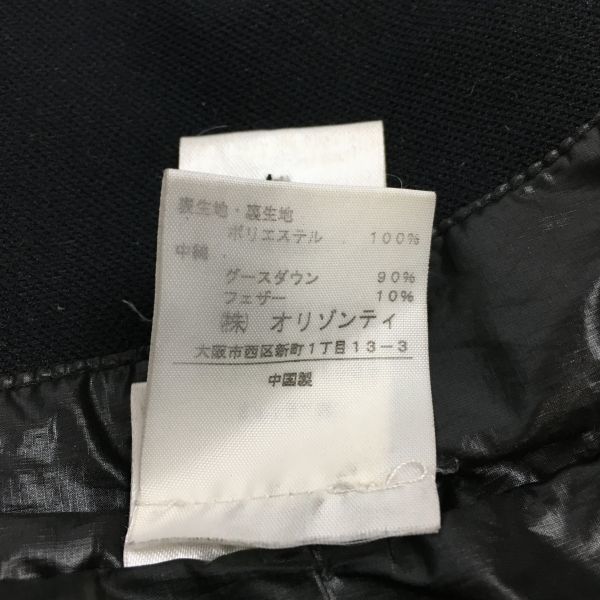 表生地・裏生地
ポリエステル 100%
中綿
グースダウン 90%
フェザー 10%
㈱ オリゾンティ
大阪市西区新町1丁目13-3
中国製